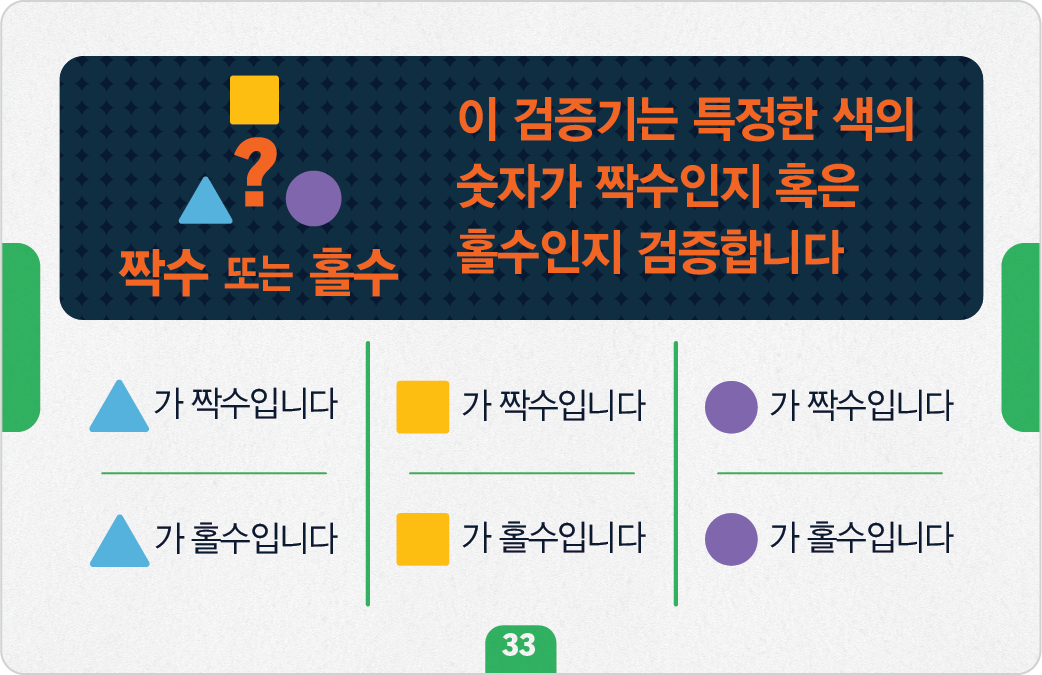 ?
짝수 또는 홀수
이 검증기는 특정한 색의
숫자가 짝수인지 혹은
홀수인지 검증합니다
가 짝수입니다
가 짝수입니다
가 짝수입니다
가 홀수입니다
가 홀수입니다
가 홀수입니다
33